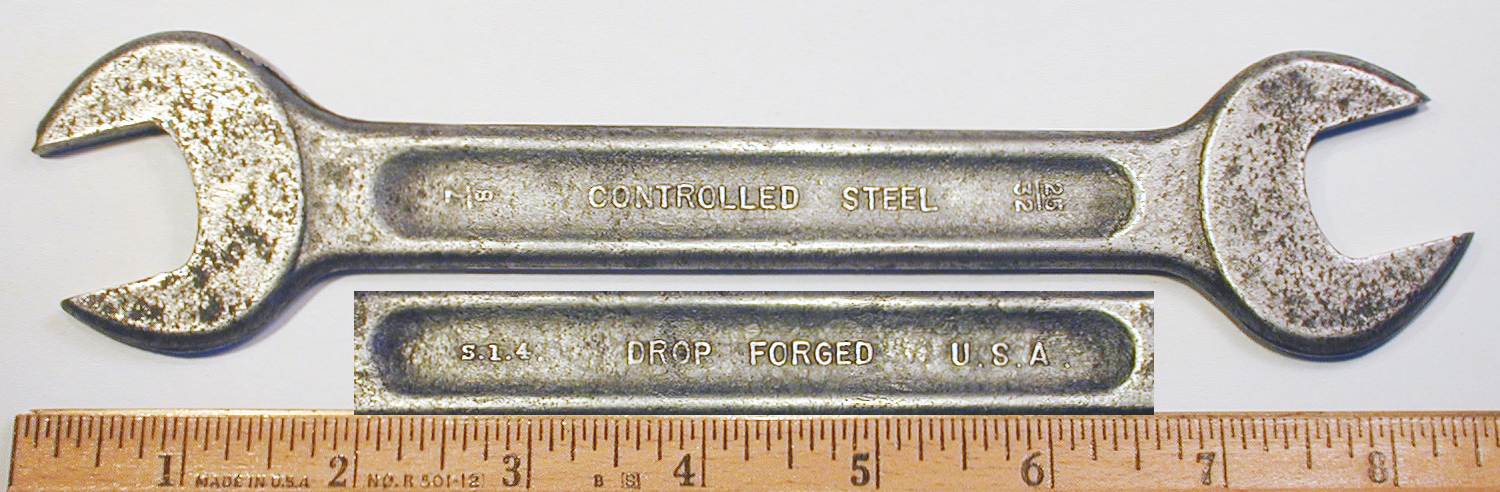 7/8 CONTROLLED STEEL 25/32
S.1.4. DROP FORGED U.S.A.
1 2 3 4 5 6 7 8
MADE IN U.S.A NO. R 501-12 B S